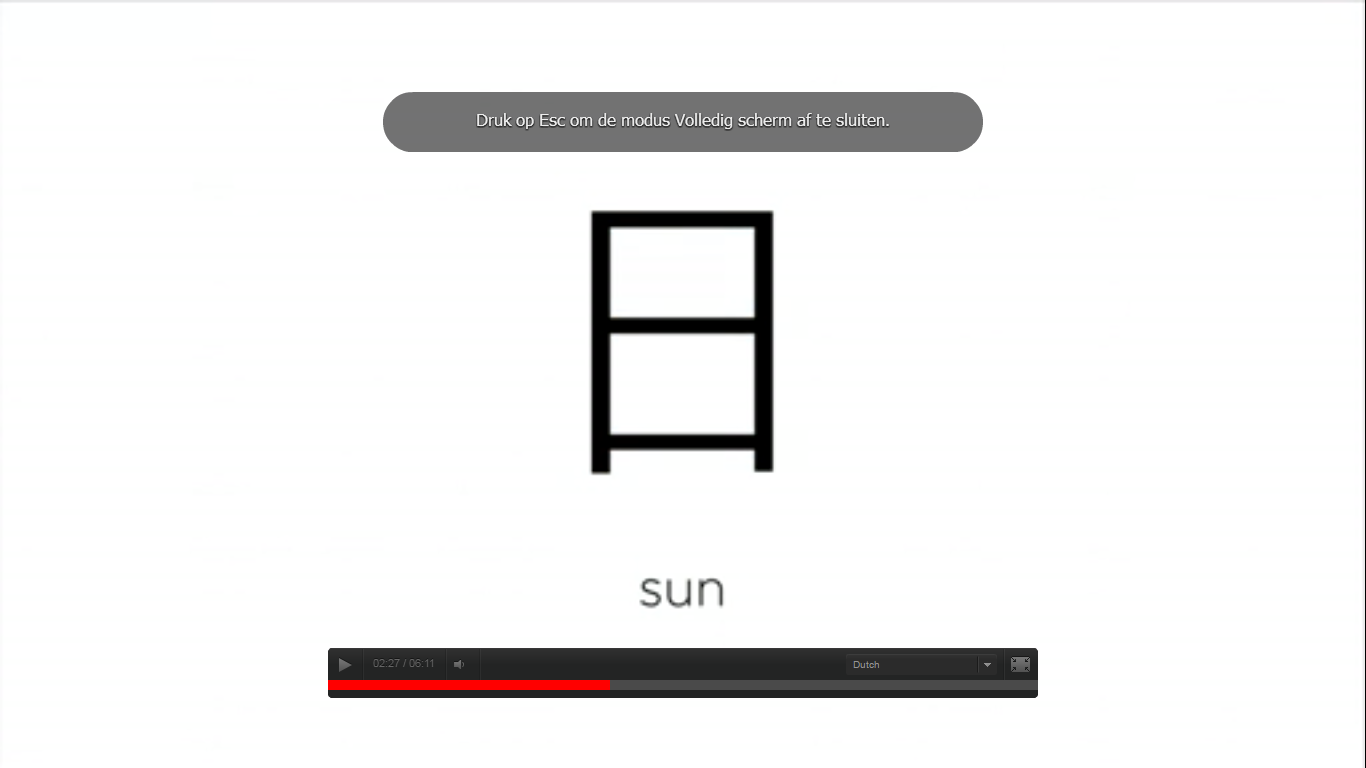 Druk op Esc om de modus Volledig scherm af te sluiten.
日
sun
02:27 / 06:11
Dutch